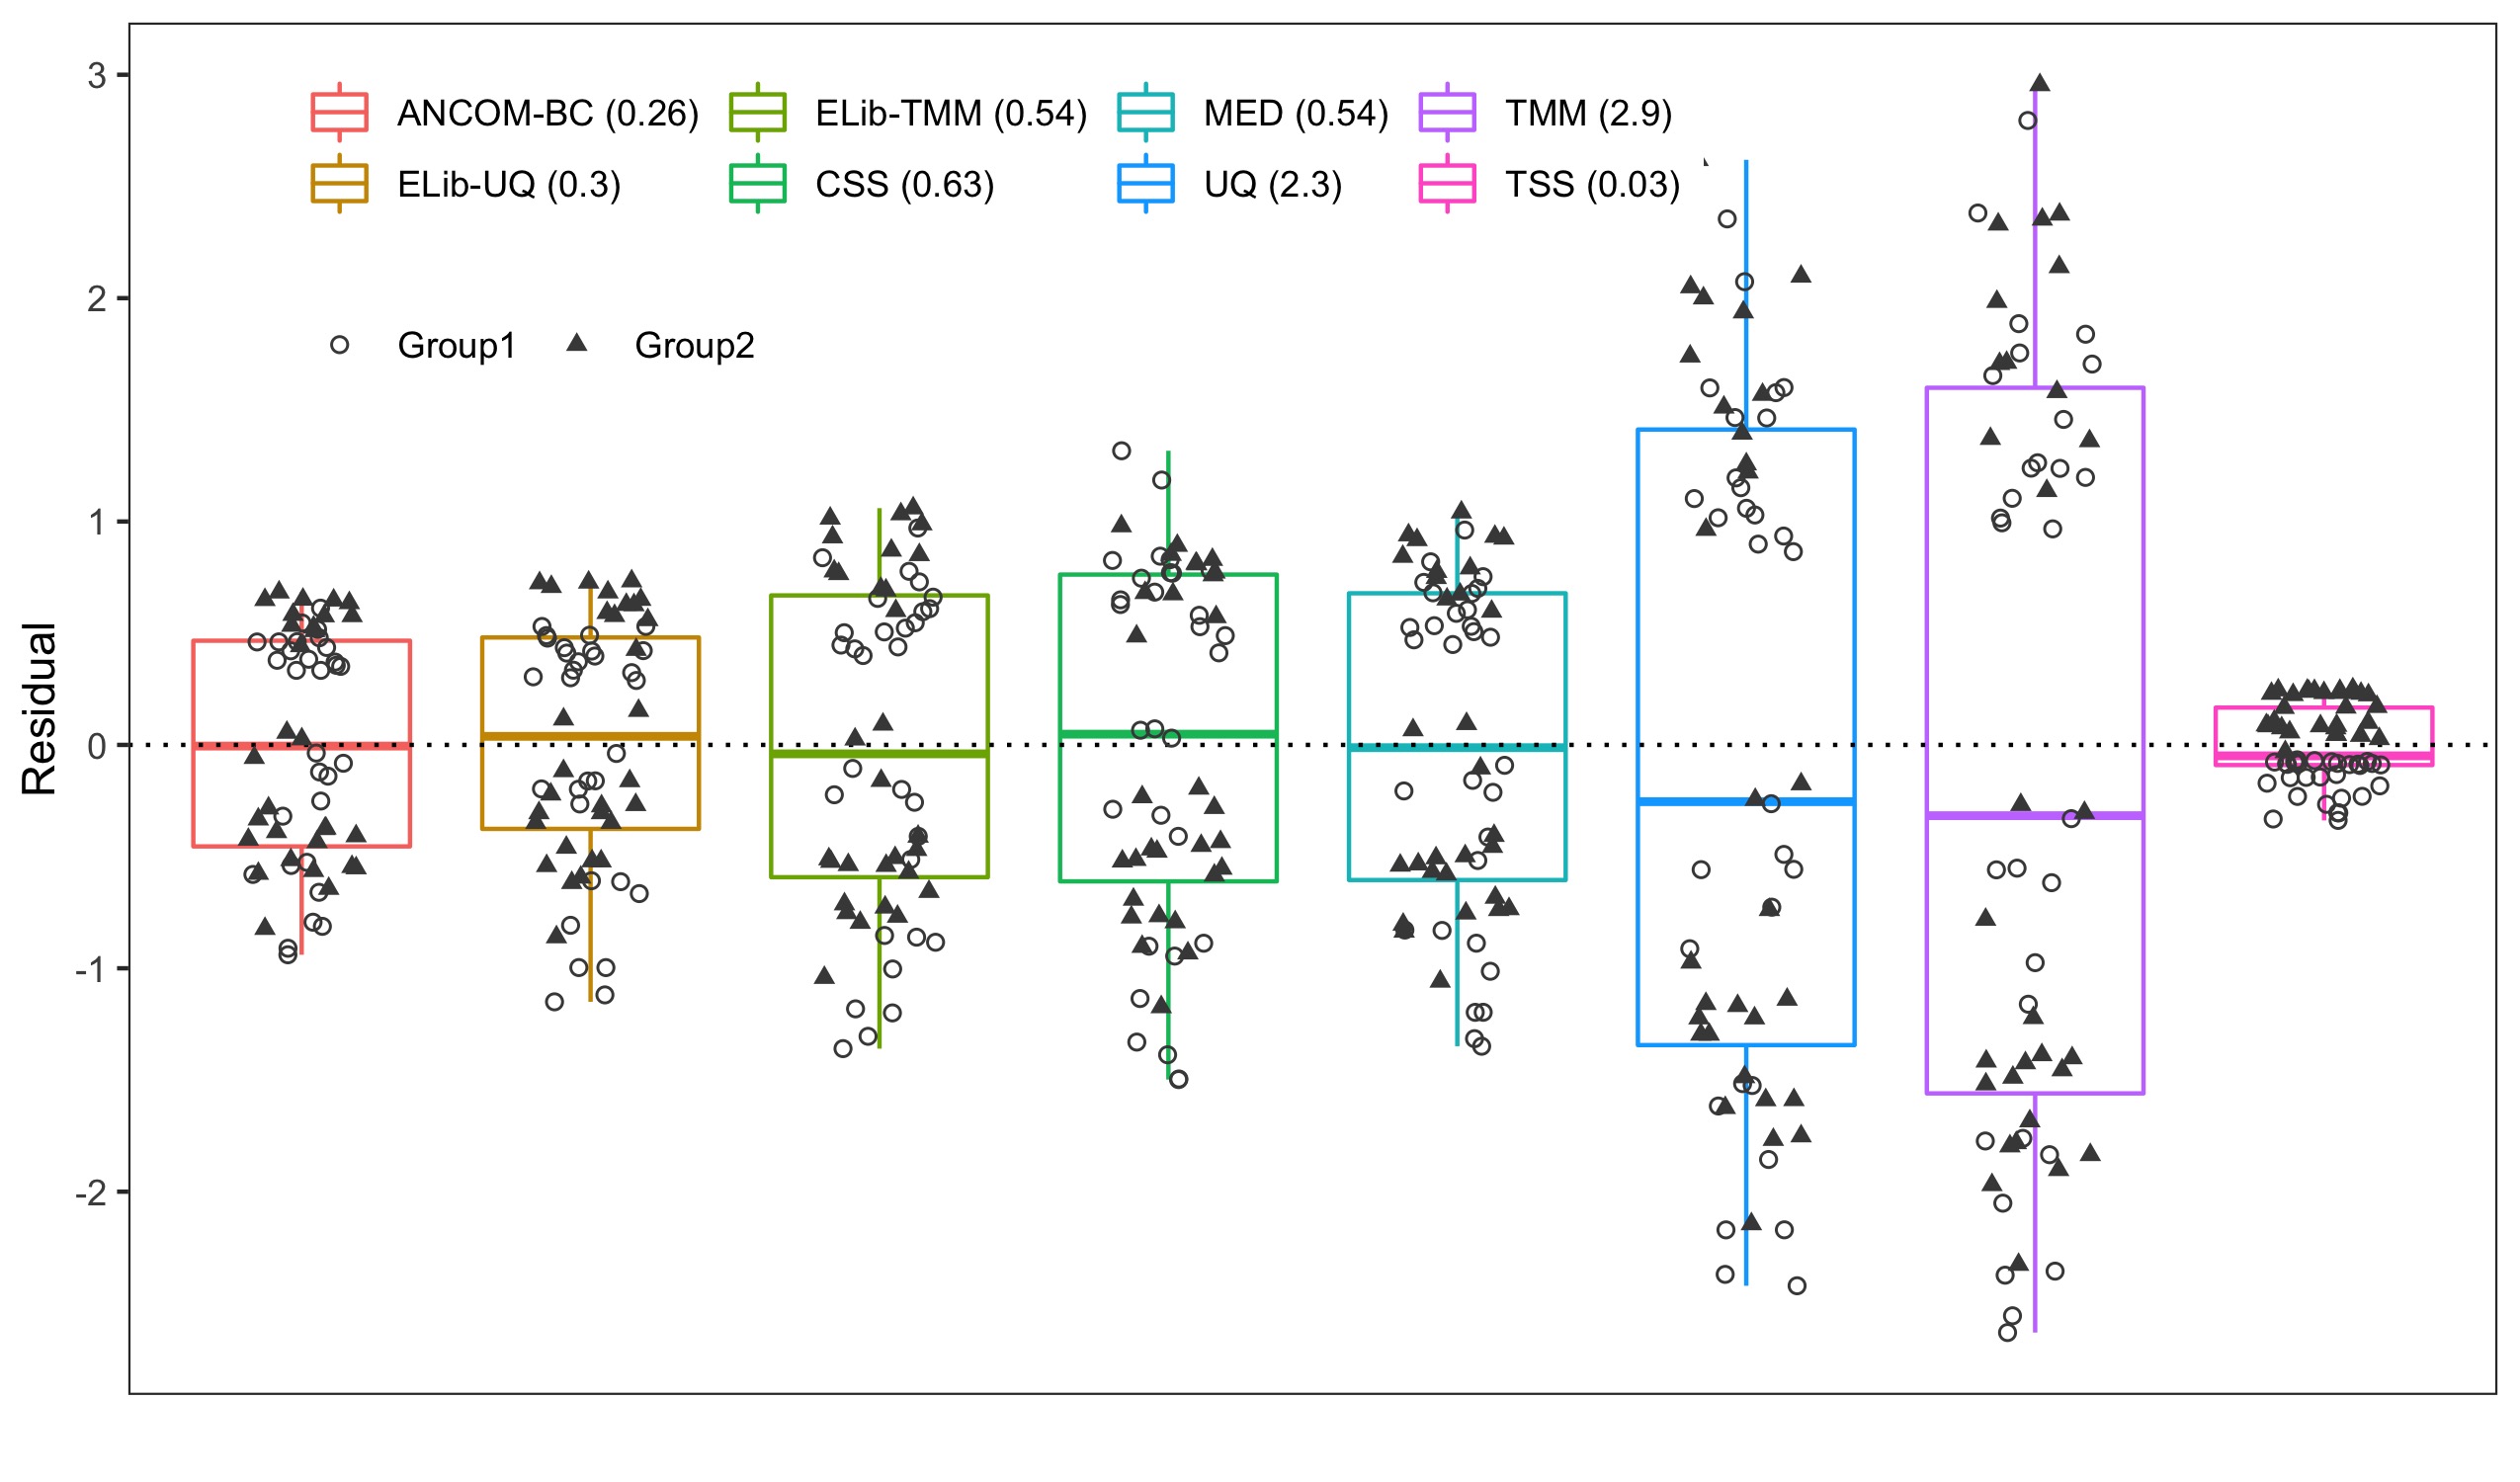 3
ANCOM-BC (0.26) ELib-TMM (0.54) MED (0.54) TMM (2.9)
ELib-UQ (0.3) CSS (0.63) UQ (2.3) TSS (0.03)
2
Group1 Group2
1
Residual
0
-1
-2